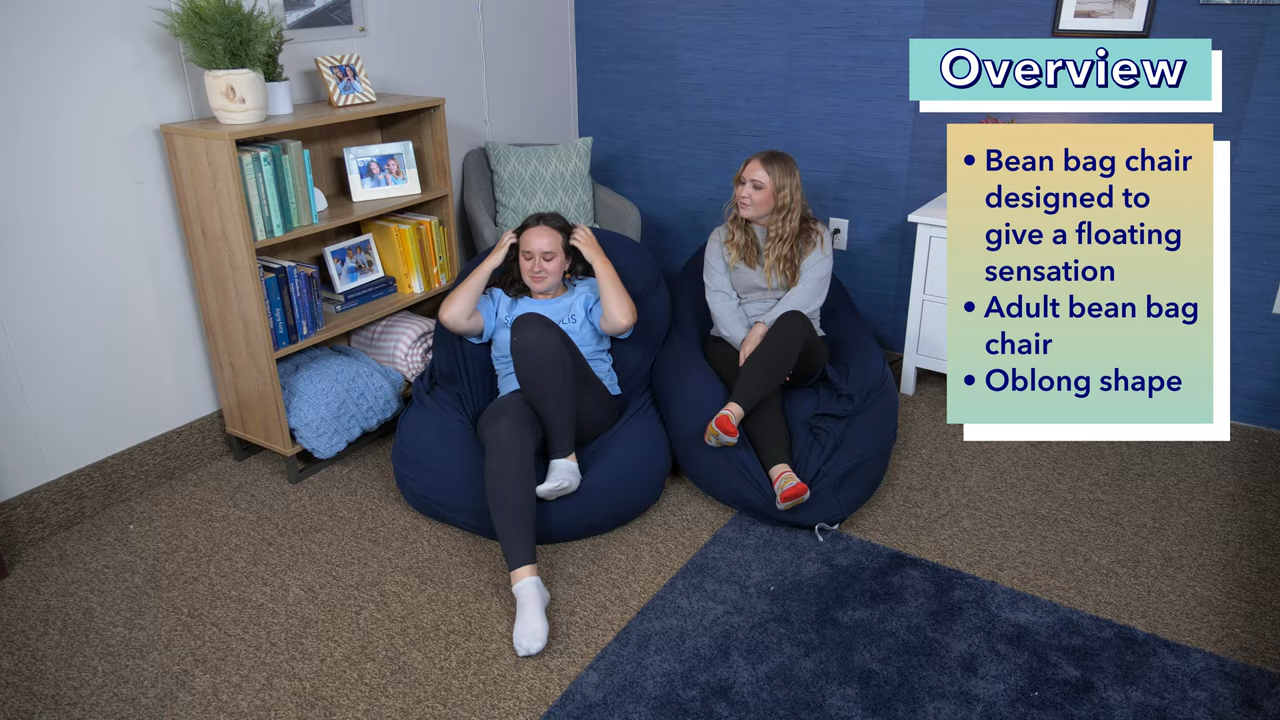 Overview
• Bean bag chair
designed to
give a floating
sensation
• Adult bean bag
chair
• Oblong shape